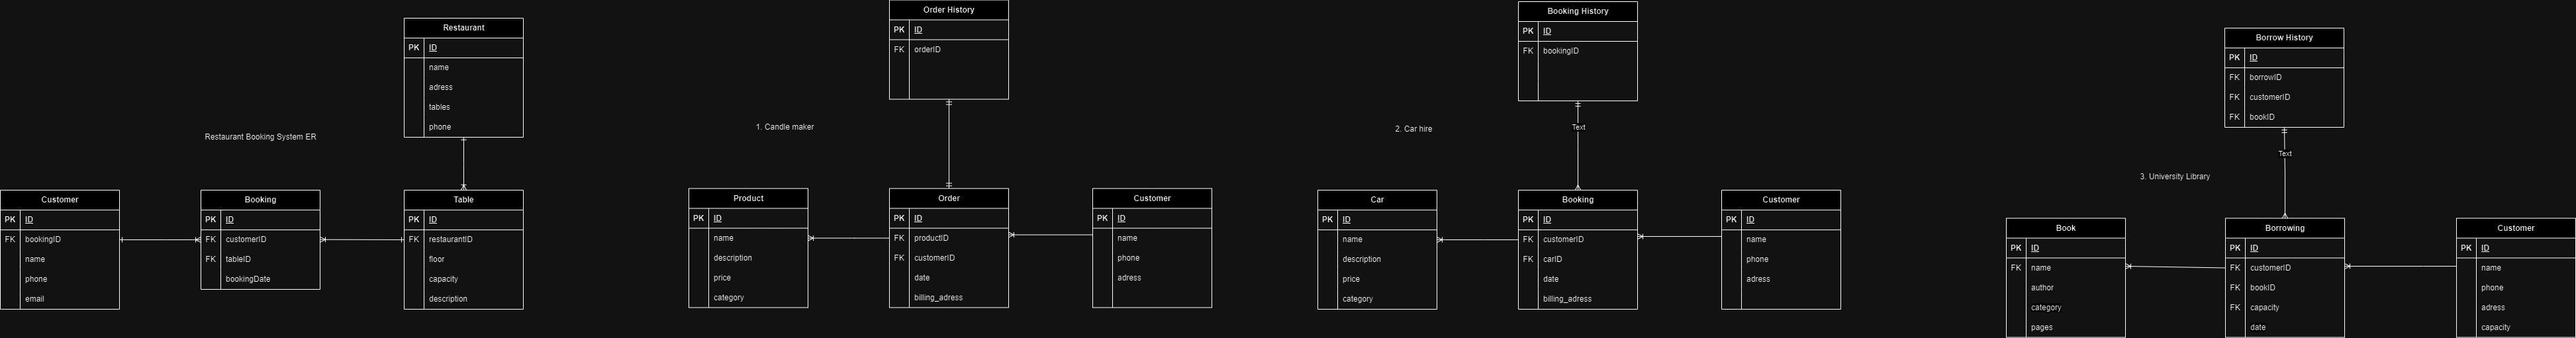 Restaurant
PK ID
name
adress
tables
phone
Restaurant Booking System ER
Customer
PK ID
FK bookingID
name
phone
email
Booking
PK ID
FK customerID
FK tableID
bookingDate
Table
PK ID
FK restaurantID
floor
capacity
description
Order History
PK ID
FK orderID
1. Candle maker
Product
PK ID
name
description
price
category
Order
PK ID
FK productID
FK customerID
date
billing_adress
Customer
PK ID
name
phone
adress
Booking History
PK ID
FK bookingID
Text
2. Car hire
Car
PK ID
name
description
price
category
Booking
PK ID
FK customerID
FK carID
date
billing_adress
Customer
PK ID
name
phone
adress
Borrow History
PK ID
FK borrowID
FK customerID
FK bookID
Text
3. University Library
Book
PK ID
FK name
author
category
pages
Borrowing
PK ID
FK customerID
FK bookID
FK capacity
date
Customer
PK ID
name
phone
adress
capacity